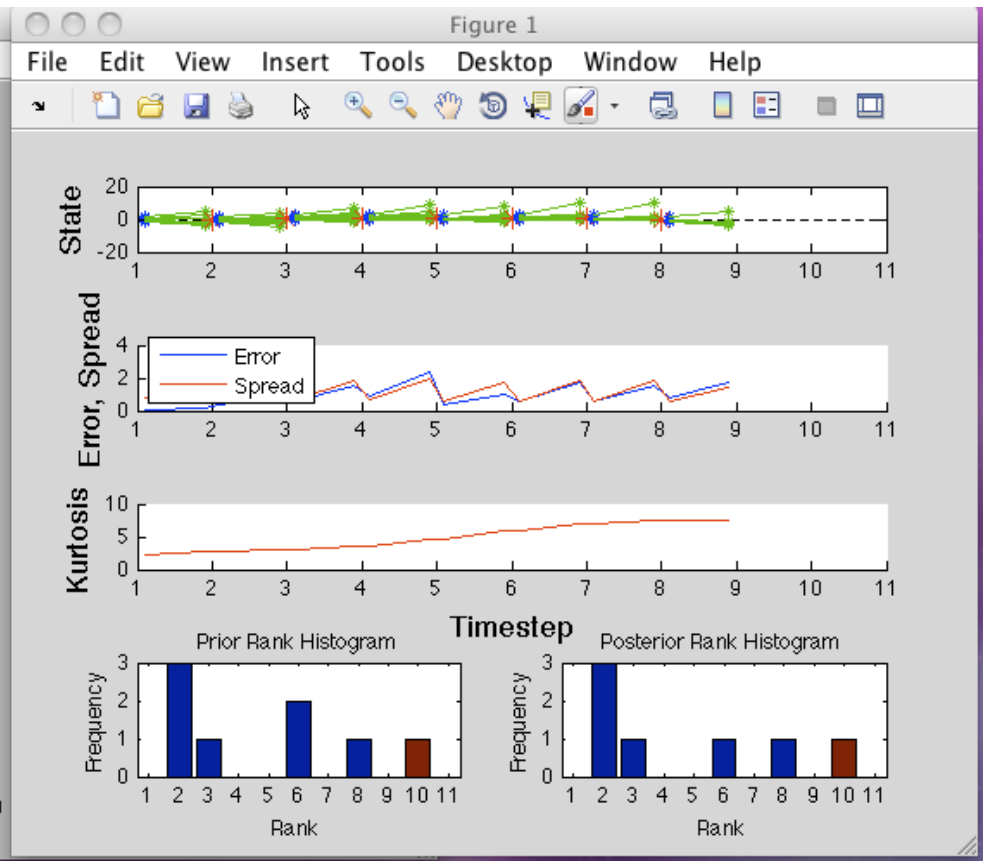 Figure 1
File Edit View Insert Tools Desktop Window Help
State
20
0
-20
1 2 3 4 5 6 7 8 9 10 11
Error, Spread
4
2
0
Error
Spread
1 2 3 4 5 6 7 8 9 10 11
Kurtosis
10
5
0
1 2 3 4 5 6 7 8 9 10 11
Timestep
Prior Rank Histogram
Frequency
3
2
1
0
1 2 3 4 5 6 7 8 9 10 11
Rank
Posterior Rank Histogram
Frequency
3
2
1
0
1 2 3 4 5 6 7 8 9 10 11
Rank